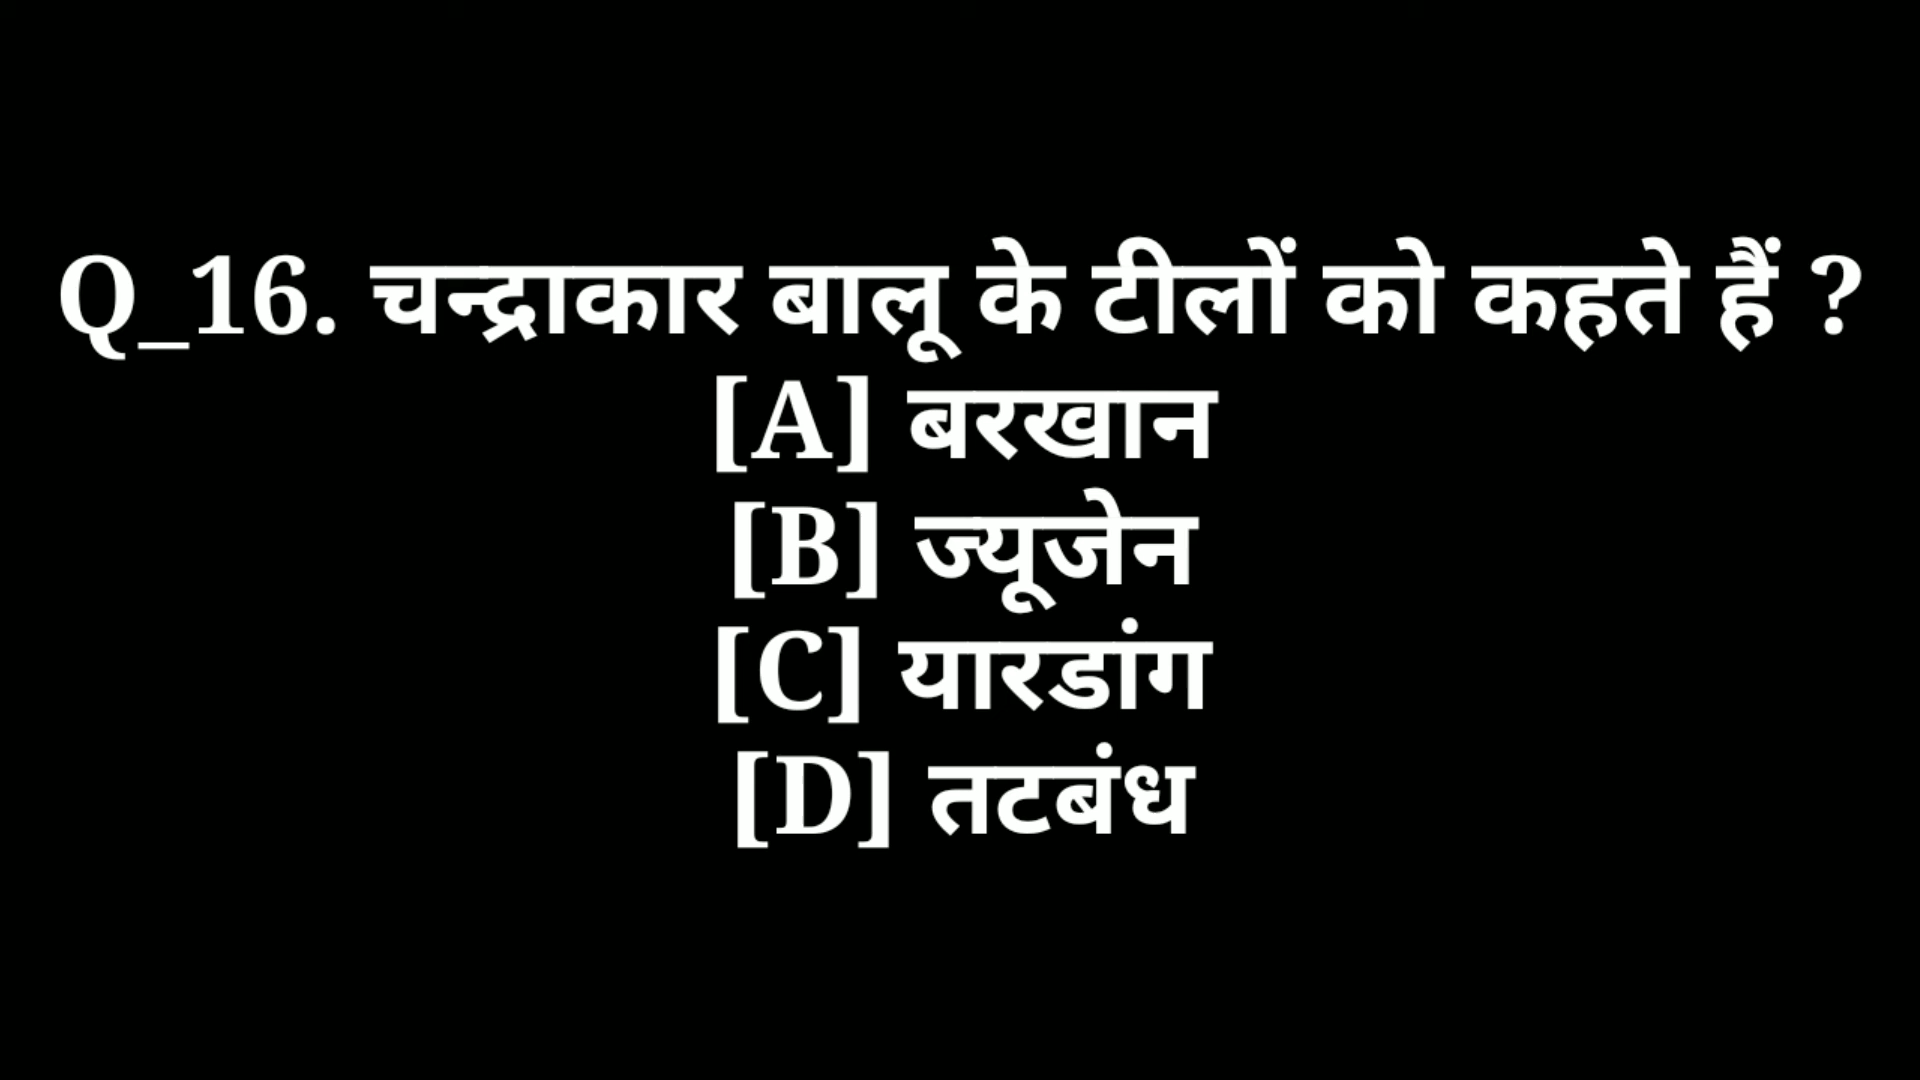 Q_16. चन्द्राकार बालू के टीलों को कहते हैं ?
[A] बरखान
[B] ज्यूजेन
[C] यारडांग
[D] तटबंध